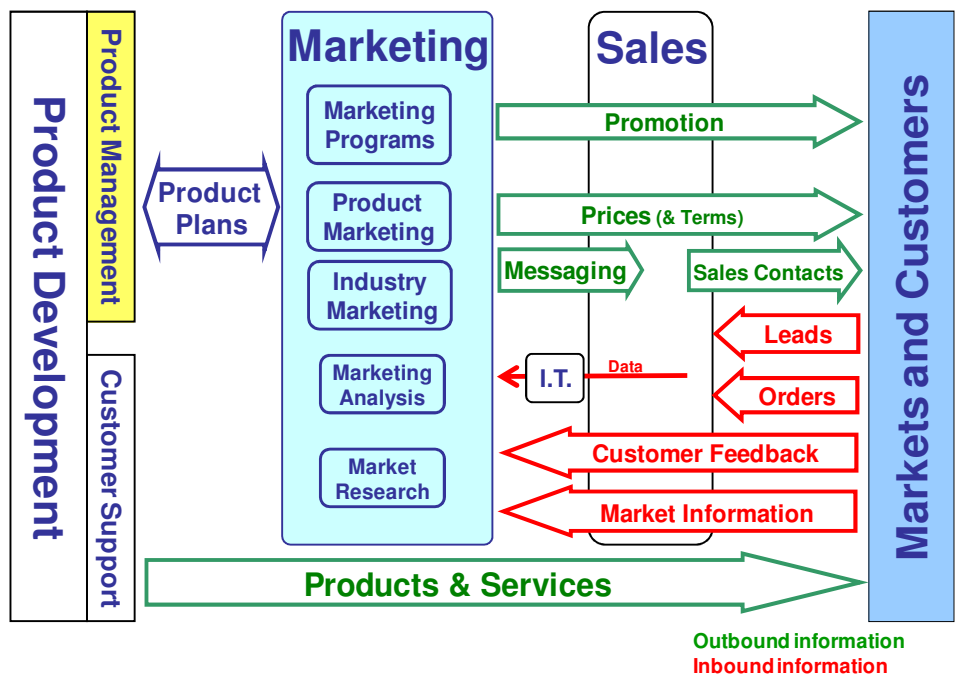 Product Development
Product Management
Customer Support
Marketing
Marketing
Programs
Product
Marketing
Industry
Marketing
Marketing
Analysis
Market
Research
Product
Plans
Sales
Promotion
Prices (& Terms)
Messaging
Sales Contacts
Leads
I.T.
Data
Orders
Customer Feedback
Market Information
Products & Services
Markets and Customers
Outbound information
Inbound information